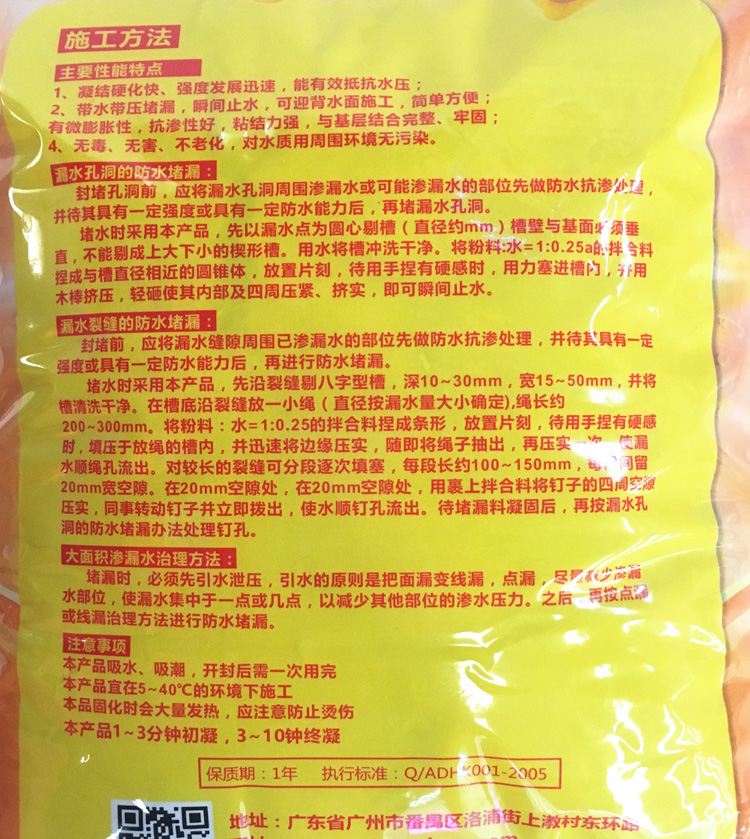 施工方法
主要性能特点
1、凝结硬化快、强度发展迅速，能有效抵抗水压；
2、带水带压堵漏，瞬间止水，可迎背水面施工，简单方便；
有微膨胀性，抗渗性好，粘结力强，与基层结合完整、牢固；
4、无毒、无害、不老化，对水质用周围环境无污染。
漏水孔洞的防水堵漏：
封堵孔洞前，应将漏水孔洞周围渗漏水或可能渗漏水的部位先做防水抗渗处理，
并待其具有一定强度或具有一定防水能力后，再堵漏水孔洞。
堵水时采用本产品，先以漏水点为圆心剔槽（直径约mm）槽壁与基面必须垂
直，不能剔成上大下小的楔形槽。用水将槽冲洗干净。将粉料:水=1:0.25a的拌合料
捏成与槽直径相近的圆锥体，放置片刻，待用手捏有硬感时，用力塞进槽内，并用
木棒挤压，轻砸使其内部及四周压紧、挤实，即可瞬间止水。
漏水裂缝的防水堵漏：
封堵前，应将漏水缝隙周围已渗漏水的部位先做防水抗渗处理，并待其具有一定
强度或具有一定防水能力后，再进行防水堵漏。
堵水时采用本产品，先沿裂缝剔八字型槽，深10~30mm，宽15~50mm，并将
槽清洗干净。在槽底沿裂缝放一小绳（直径按漏水量大小确定),绳长约
200~300mm。将粉料：水=1:0.25的拌合料捏成条形，放置片刻，待用手捏有硬感
时，填压于放绳的槽内，并迅速将边缘压实，随即将绳子抽出，再压实一次，使漏
水顺绳孔流出。对较长的裂缝可分段逐次填塞，每段长约100~150mm，每段间留
20mm宽空隙。在20mm空隙处，在20mm空隙处，用裹上拌合料将钉子的四周空隙
压实，同事转动钉子并立即拨出，使水顺钉孔流出。待堵漏料凝固后，再按漏水孔
洞的防水堵漏办法处理钉孔。
大面积渗漏水治理方法：
堵漏时，必须先引水泄压，引水的原则是把面漏变线漏，点漏，尽量减少渗漏
水部位，使漏水集中于一点或几点，以减少其他部位的渗水压力。之后，再按点漏
或线漏治理方法进行防水堵漏。
注意事项
本产品吸水、吸潮，开封后需一次用完
本产品宜在5~40℃的环境下施工
本品固化时会大量发热，应注意防止烫伤
本产品1~3分钟初凝，3~10钟终凝
保质期：1年 执行标准：Q/ADHK001-2005
地址：广东省广州市番禺区洛浦街上漖村东环路